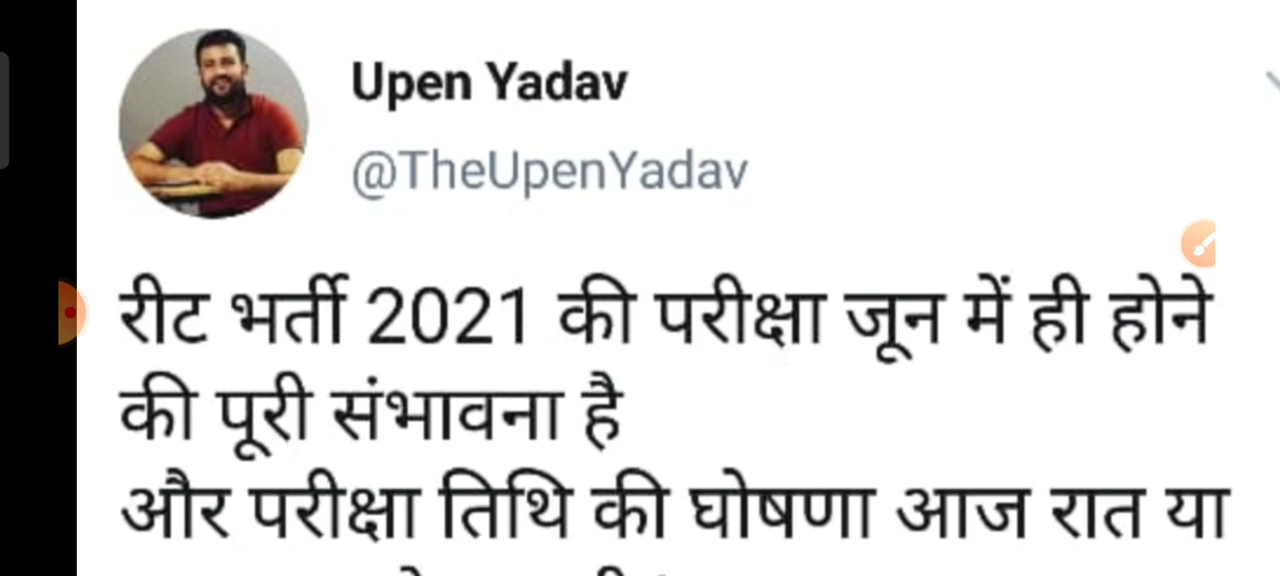 Upen Yadav
@TheUpenYadav
रीट भर्ती 2021 की परीक्षा जून में ही होने
की पूरी संभावना है
और परीक्षा तिथि की घोषणा आज रात या